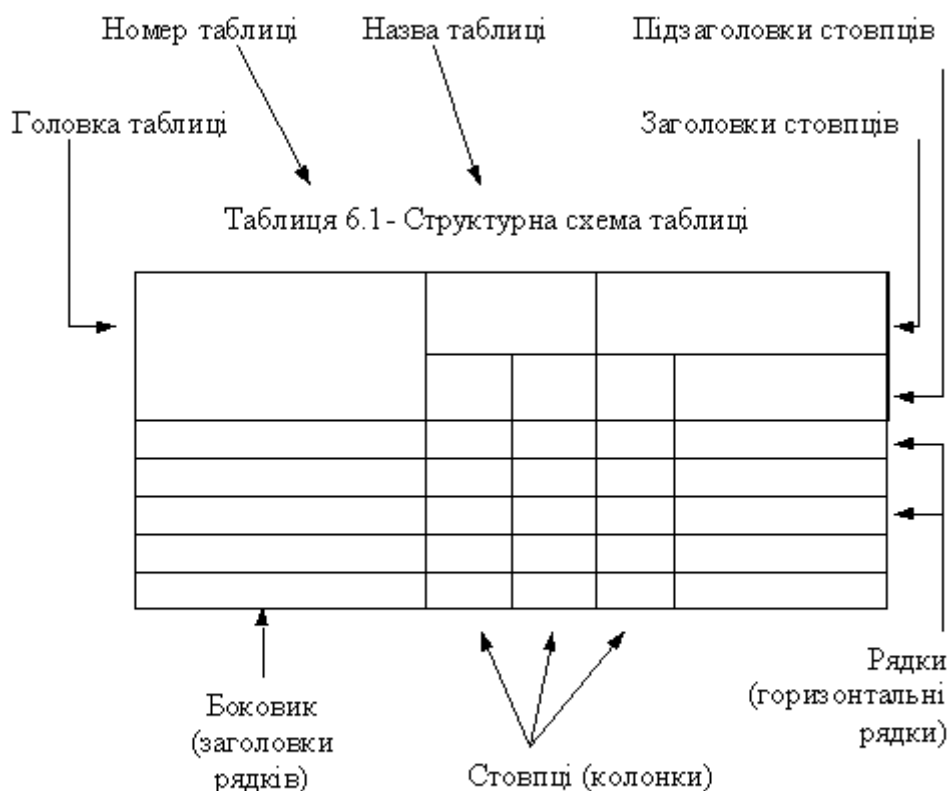 Номер таблиці
Назва таблиці
Підзаголовки стовпців
Головка таблиці
Заголовки стовпців
Таблиця 6.1- Структурна схема таблиці
Боковик
(заголовки
рядків)
Стовпці (колонки)
Рядки
(горизонтальні
рядки)